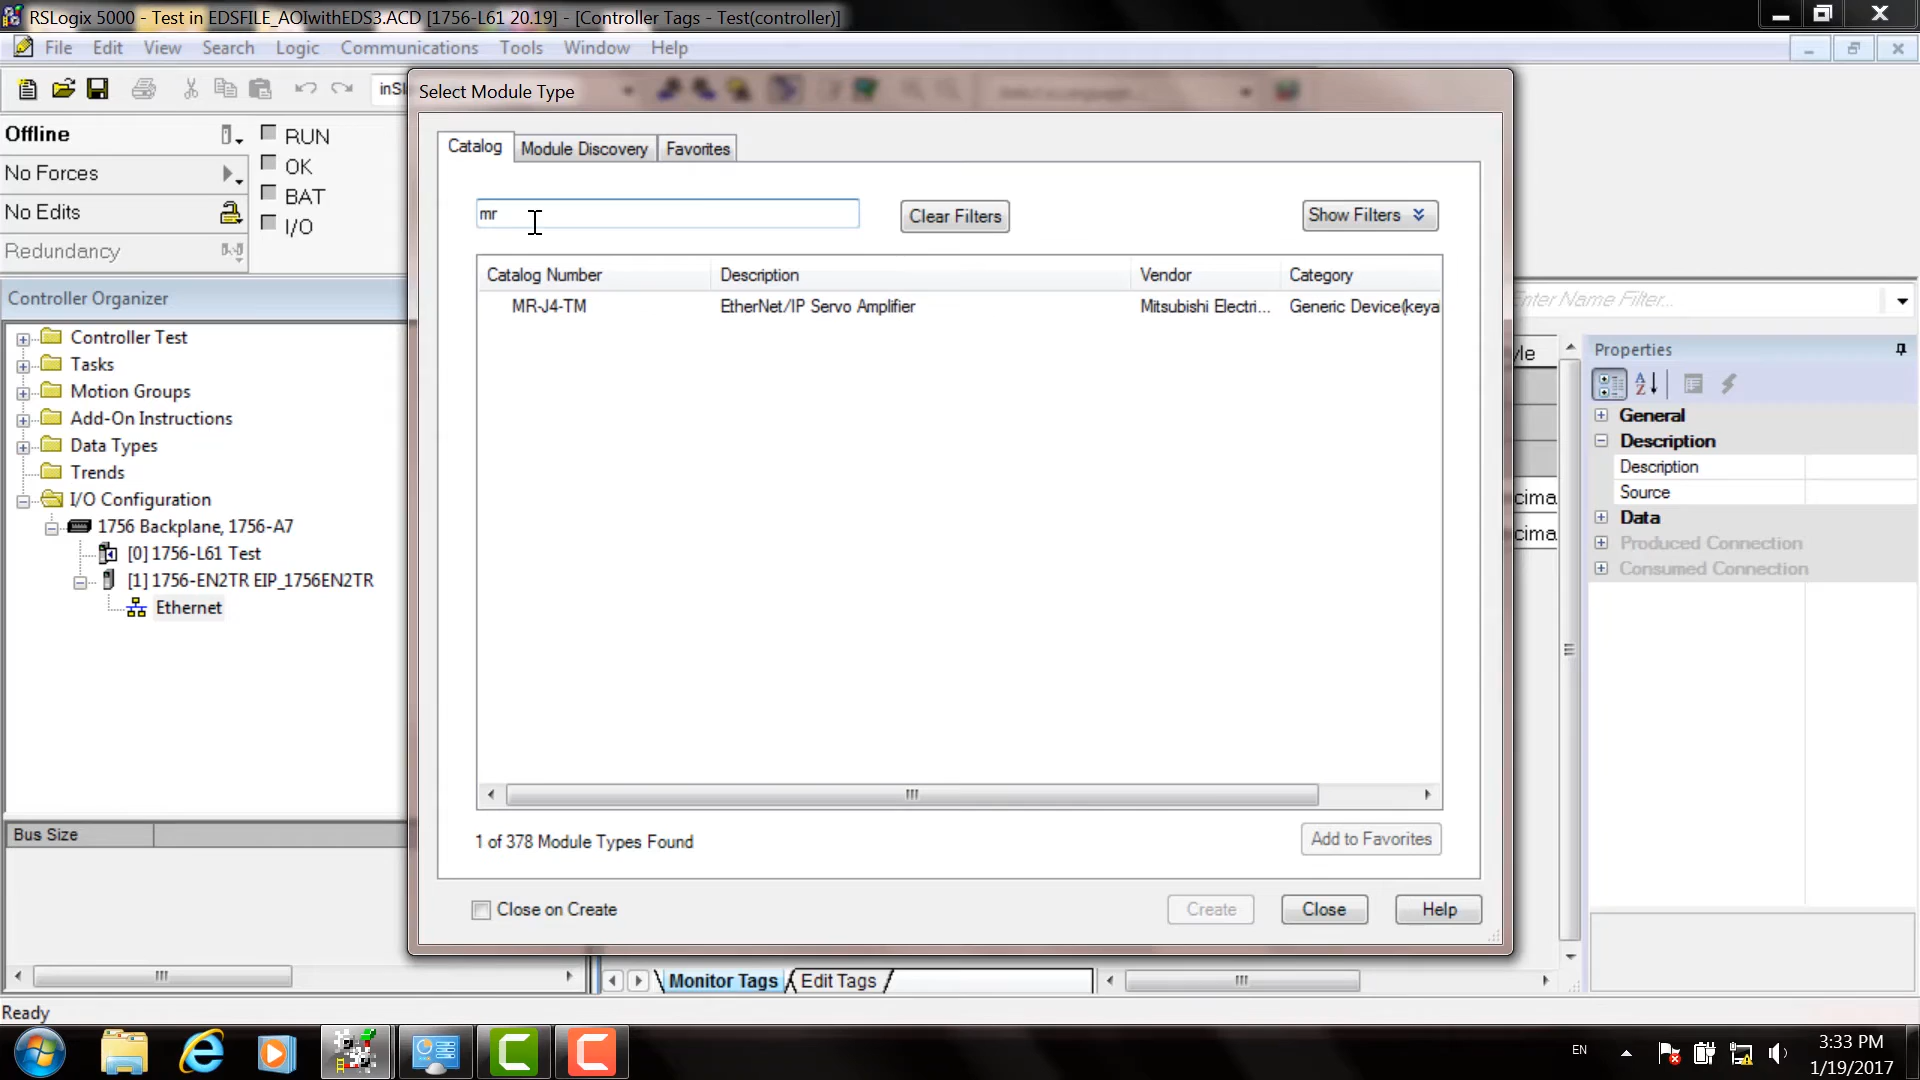 RSLogix 5000 - Test in EDSFILE_AOIwithEDS3.ACD [1756-L61 20.19] - [Controller Tags - Test(controller)]
File Edit View Search Logic Communications Tools Window Help
Select Module Type
Offline
RUN
No Forces
OK
No Edits
BAT
Redundancy
I/O
Catalog Module Discovery Favorites
mr
Clear Filters
Show Filters
Catalog Number Description Vendor Category
MR-J4-TM EtherNet/IP Servo Amplifier Mitsubishi Electri... Generic Device(keya
1 of 378 Module Types Found
Add to Favorites
Close on Create
Create Close Help
Controller Organizer
Controller Test
Tasks
Motion Groups
Add-On Instructions
Data Types
Trends
I/O Configuration
1756 Backplane, 1756-A7
[0] 1756-L61 Test
[1] 1756-EN2TR EIP_1756EN2TR
Ethernet
Bus Size
Enter Name Filter...
Properties
General
Description
Description
Source
Data
Produced Connection
Consumed Connection
Monitor Tags Edit Tags
Ready
EN
3:33 PM
1/19/2017